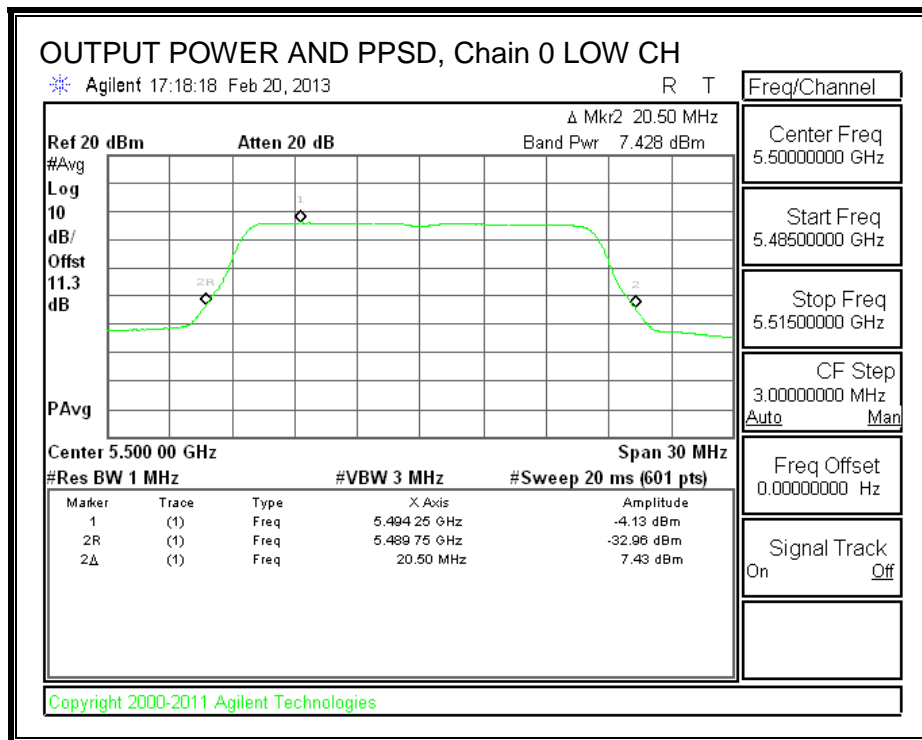 OUTPUT POWER AND PPSD, Chain 0 LOW CH
Agilent 17:18:18 Feb 20, 2013 R T
Δ Mkr2 20.50 MHz
Ref 20 dBm Atten 20 dB Band Pwr 7.428 dBm
#Avg
Log
10
dB/
Offst
11.3
dB
1
2R
2
PAvg
Center 5.500 00 GHz Span 30 MHz
#Res BW 1 MHz #VBW 3 MHz #Sweep 20 ms (601 pts)
Marker Trace Type X Axis Amplitude
1 (1) Freq 5.494 25 GHz -4.13 dBm
2R (1) Freq 5.489 75 GHz -32.96 dBm
2Δ (1) Freq 20.50 MHz 7.43 dBm
Freq/Channel
Center Freq
5.50000000 GHz
Start Freq
5.48500000 GHz
Stop Freq
5.51500000 GHz
CF Step
3.00000000 MHz
Auto Man
Freq Offset
0.00000000 Hz
Signal Track
On Off
Copyright 2000-2011 Agilent Technologies